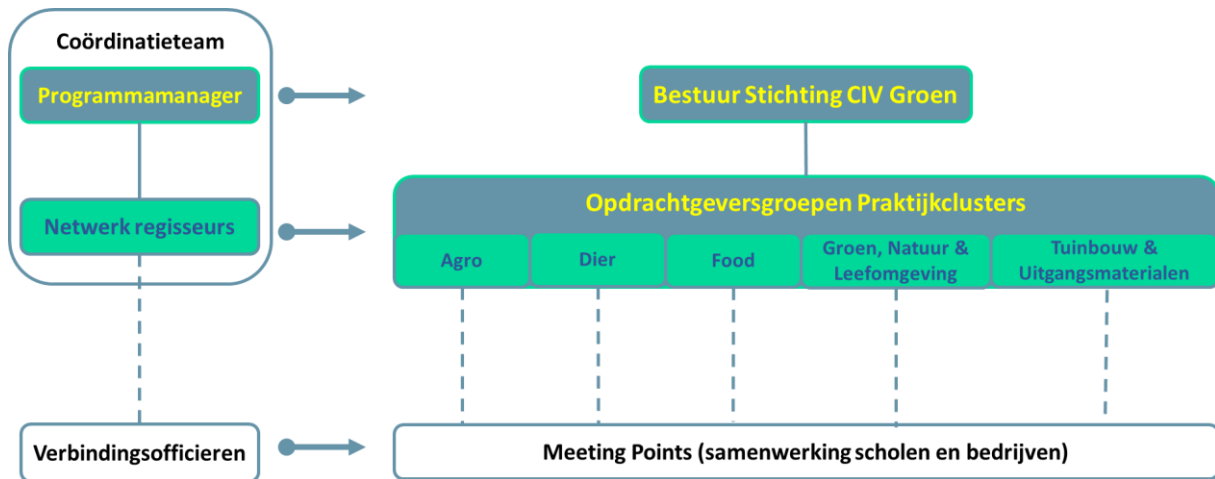 Coördinatieteam
Programmamanager
Bestuur Stichting CIV Groen
Netwerk regisseurs
Opdrachtgeversgroepen Praktijkclusters
Agro
Dier
Food
Groen, Natuur &
Leefomgeving
Tuinbouw &
Uitgangsmaterialen
Verbindingsofficieren
Meeting Points (samenwerking scholen en bedrijven)